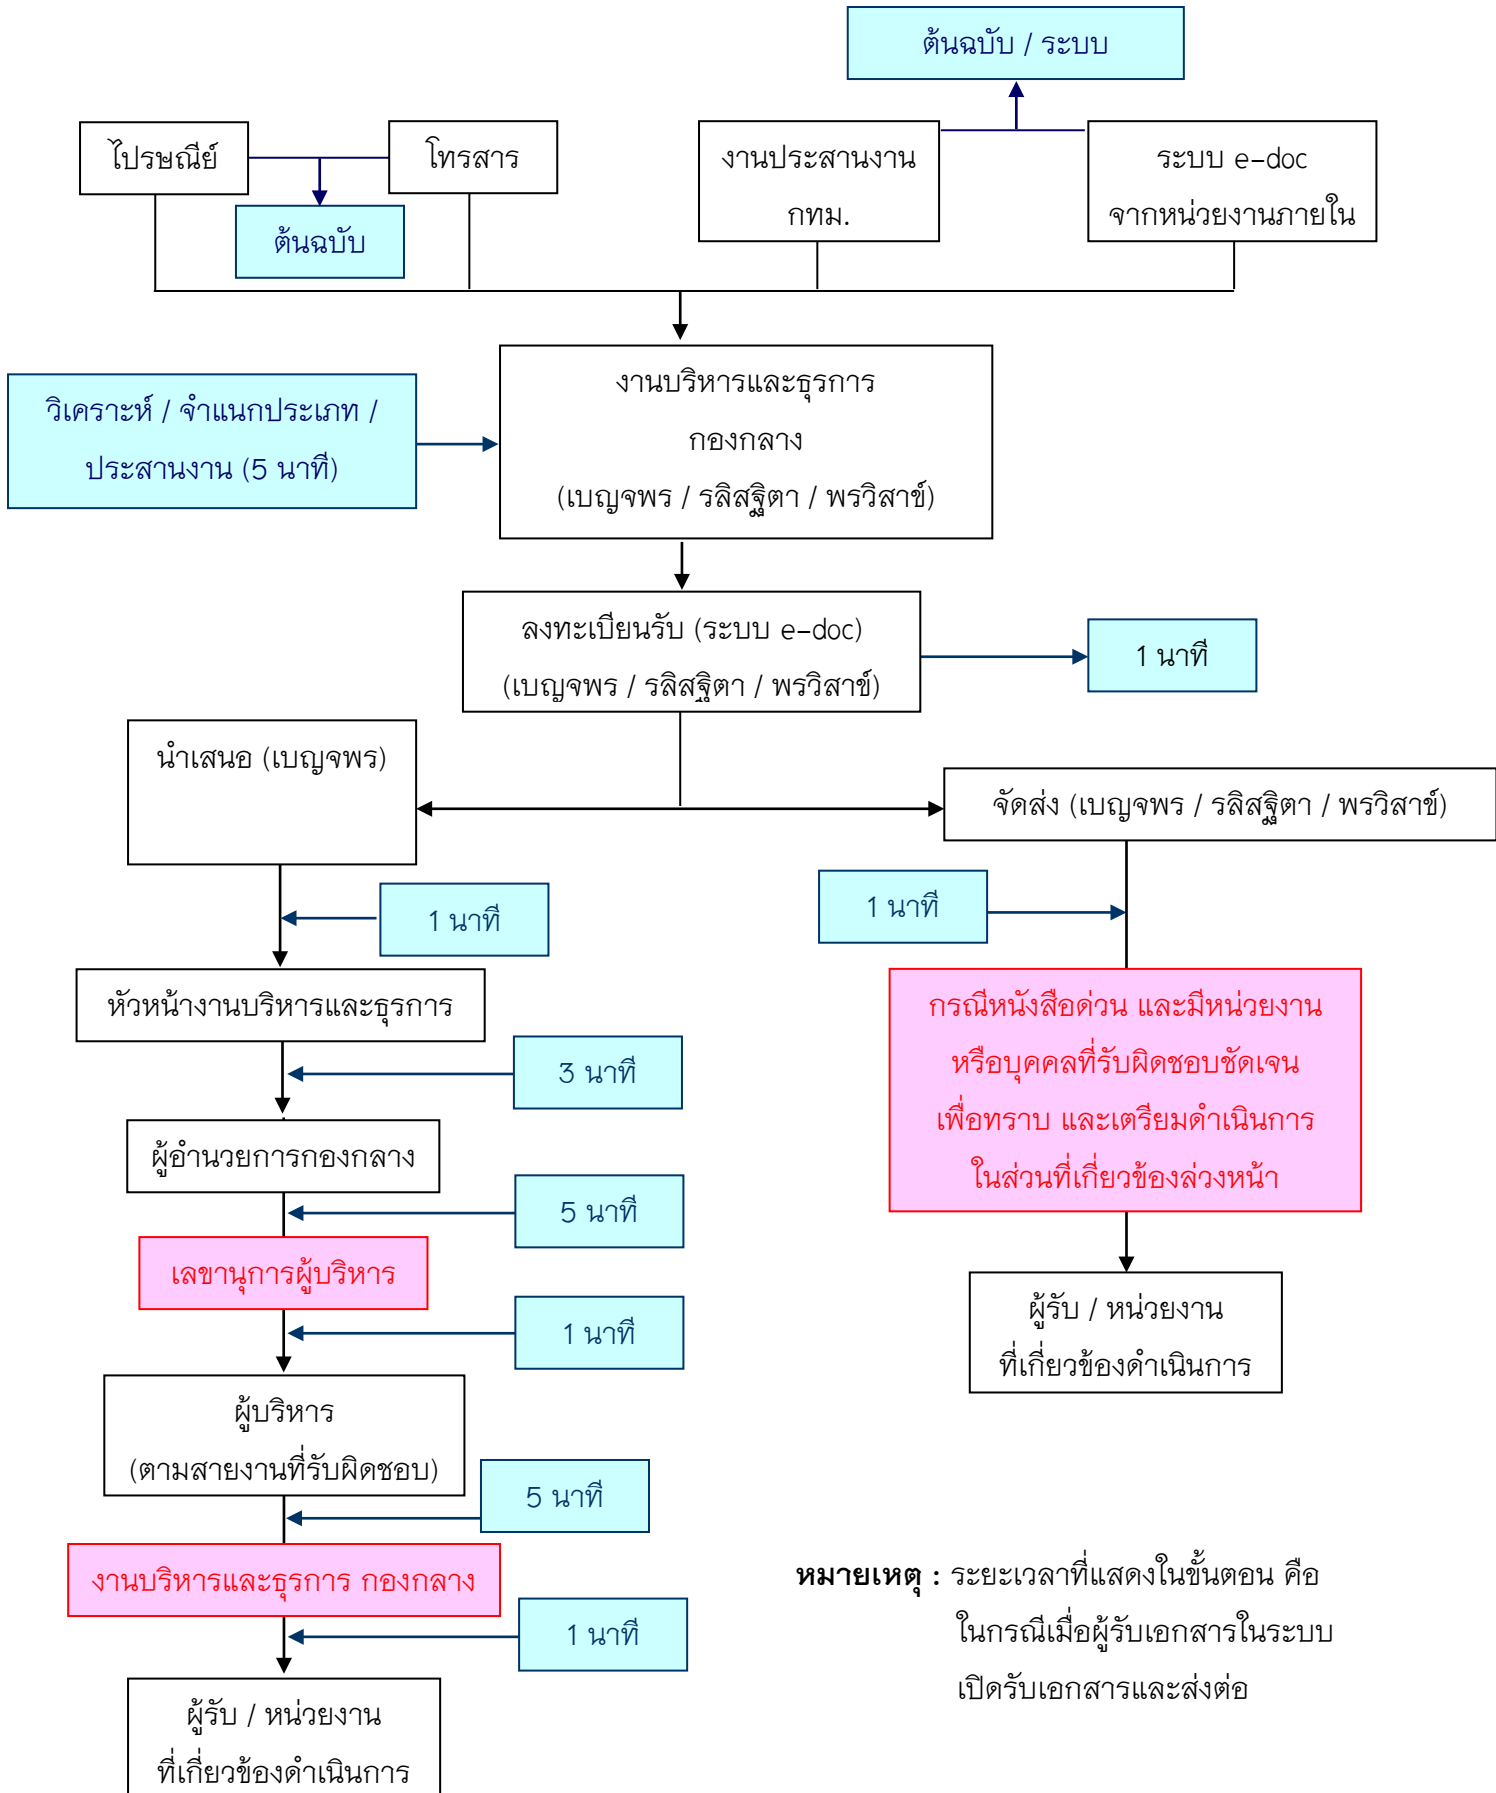 ต้นฉบับ / ระบบ
ไปรษณีย์
โทรสาร
งานประสานงาน
กทม.
ระบบ e-doc
จากหน่วยงานภายใน
ต้นฉบับ
วิเคราะห์ / จำแนกประเภท /
ประสานงาน (5 นาที)
งานบริหารและธุรการ
กองกลาง
(เบญจพร / รลิสฐิตา / พรวิสาข์)
ลงทะเบียนรับ (ระบบ e-doc)
(เบญจพร / รลิสฐิตา / พรวิสาข์)
1 นาที
นำเสนอ (เบญจพร)
จัดส่ง (เบญจพร / รลิสฐิตา / พรวิสาข์)
1 นาที
1 นาที
หัวหน้างานบริหารและธุรการ
3 นาที
ผู้อำนวยการกองกลาง
5 นาที
เลขานุการผู้บริหาร
1 นาที
ผู้บริหาร
(ตามสายงานที่รับผิดชอบ)
5 นาที
งานบริหารและธุรการ กองกลาง
1 นาที
ผู้รับ / หน่วยงาน
ที่เกี่ยวข้องดำเนินการ
กรณีหนังสือด่วน และมีหน่วยงาน
หรือบุคคลที่รับผิดชอบชัดเจน
เพื่อทราบ และเตรียมดำเนินการ
ในส่วนที่เกี่ยวข้องล่วงหน้า
ผู้รับ / หน่วยงาน
ที่เกี่ยวข้องดำเนินการ
หมายเหตุ : ระยะเวลาที่แสดงในขั้นตอน คือ
ในกรณีเมื่อผู้รับเอกสารในระบบ
เปิดรับเอกสารและส่งต่อ